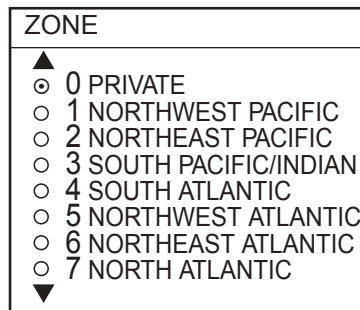 ZONE
0 PRIVATE
1 NORTHWEST PACIFIC
2 NORTHEAST PACIFIC
3 SOUTH PACIFIC/INDIAN
4 SOUTH ATLANTIC
5 NORTHWEST ATLANTIC
6 NORTHEAST ATLANTIC
7 NORTH ATLANTIC